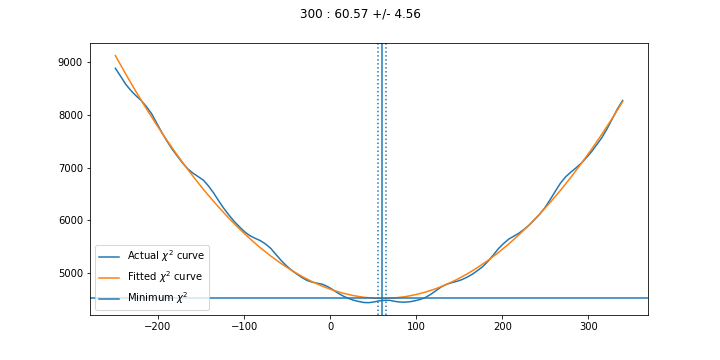 300 : 60.57 +/- 4.56
9000
8000
7000
6000
5000
Actual χ² curve
Fitted χ² curve
Minimum χ²
−200 −100 0 100 200 300